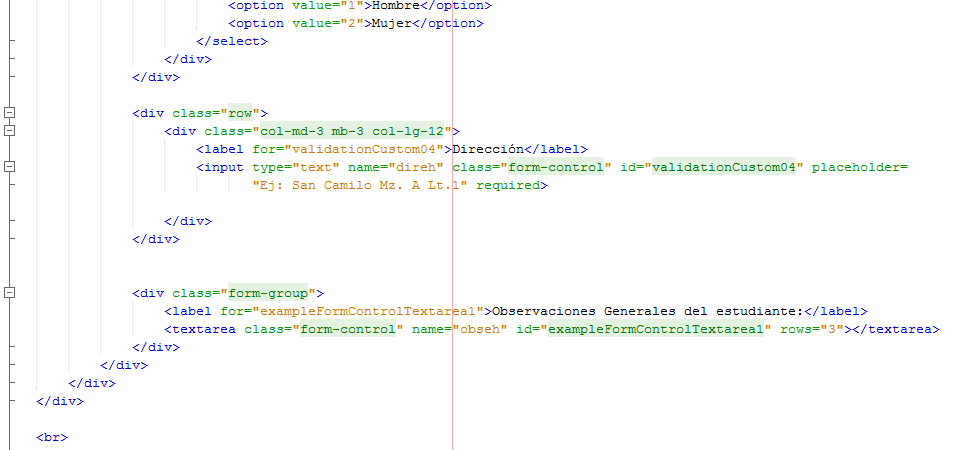 <option value="1">Hombre</option>
<option value="2">Mujer</option>
</select>
</div>
</div>
<div class="row">
<div class="col-md-3 mb-3 col-lg-12">
<label for="validationCustom04">Dirección</label>
<input type="text" name="direh" class="form-control" id="validationCustom04" placeholder=
"Ej: San Camilo Mz. A Lt.1" required>
</div>
</div>
<div class="form-group">
<label for="exampleFormControlTextarea1">Observaciones Generales del estudiante:</label>
<textarea class="form-control" name="obseh" id="exampleFormControlTextarea1" rows="3"></textarea>
</div>
</div>
</div>
</div>
<br>